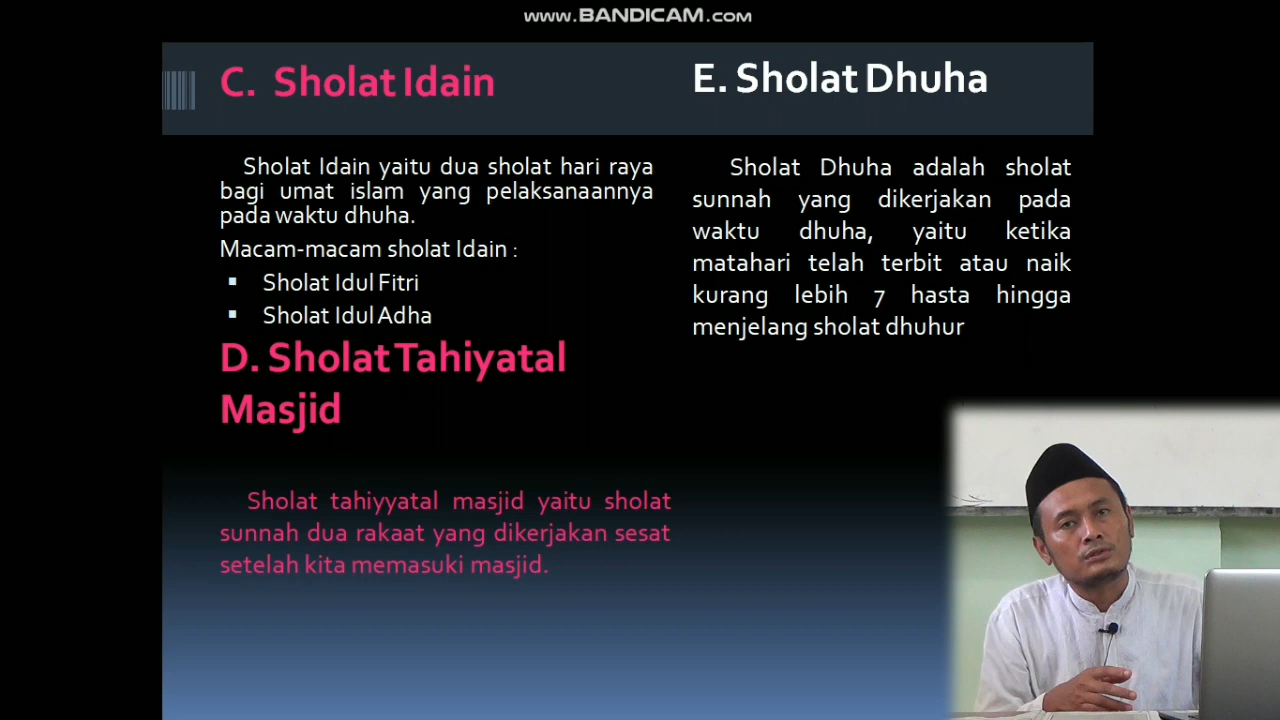 www.BANDICAM.com
C. Sholat Idain
Sholat Idain yaitu dua sholat hari raya
bagi umat islam yang pelaksanaannya
pada waktu dhuha.
Macam-macam sholat Idain :
▪ Sholat Idul Fitri
▪ Sholat Idul Adha
D. Sholat Tahiyatal
Masjid
Sholat tahiyyatal masjid yaitu sholat
sunnah dua rakaat yang dikerjakan sesat
setelah kita memasuki masjid.
E. Sholat Dhuha
Sholat Dhuha adalah sholat
sunnah yang dikerjakan pada
waktu dhuha, yaitu ketika
matahari telah terbit atau naik
kurang lebih 7 hasta hingga
menjelang sholat dhuhur